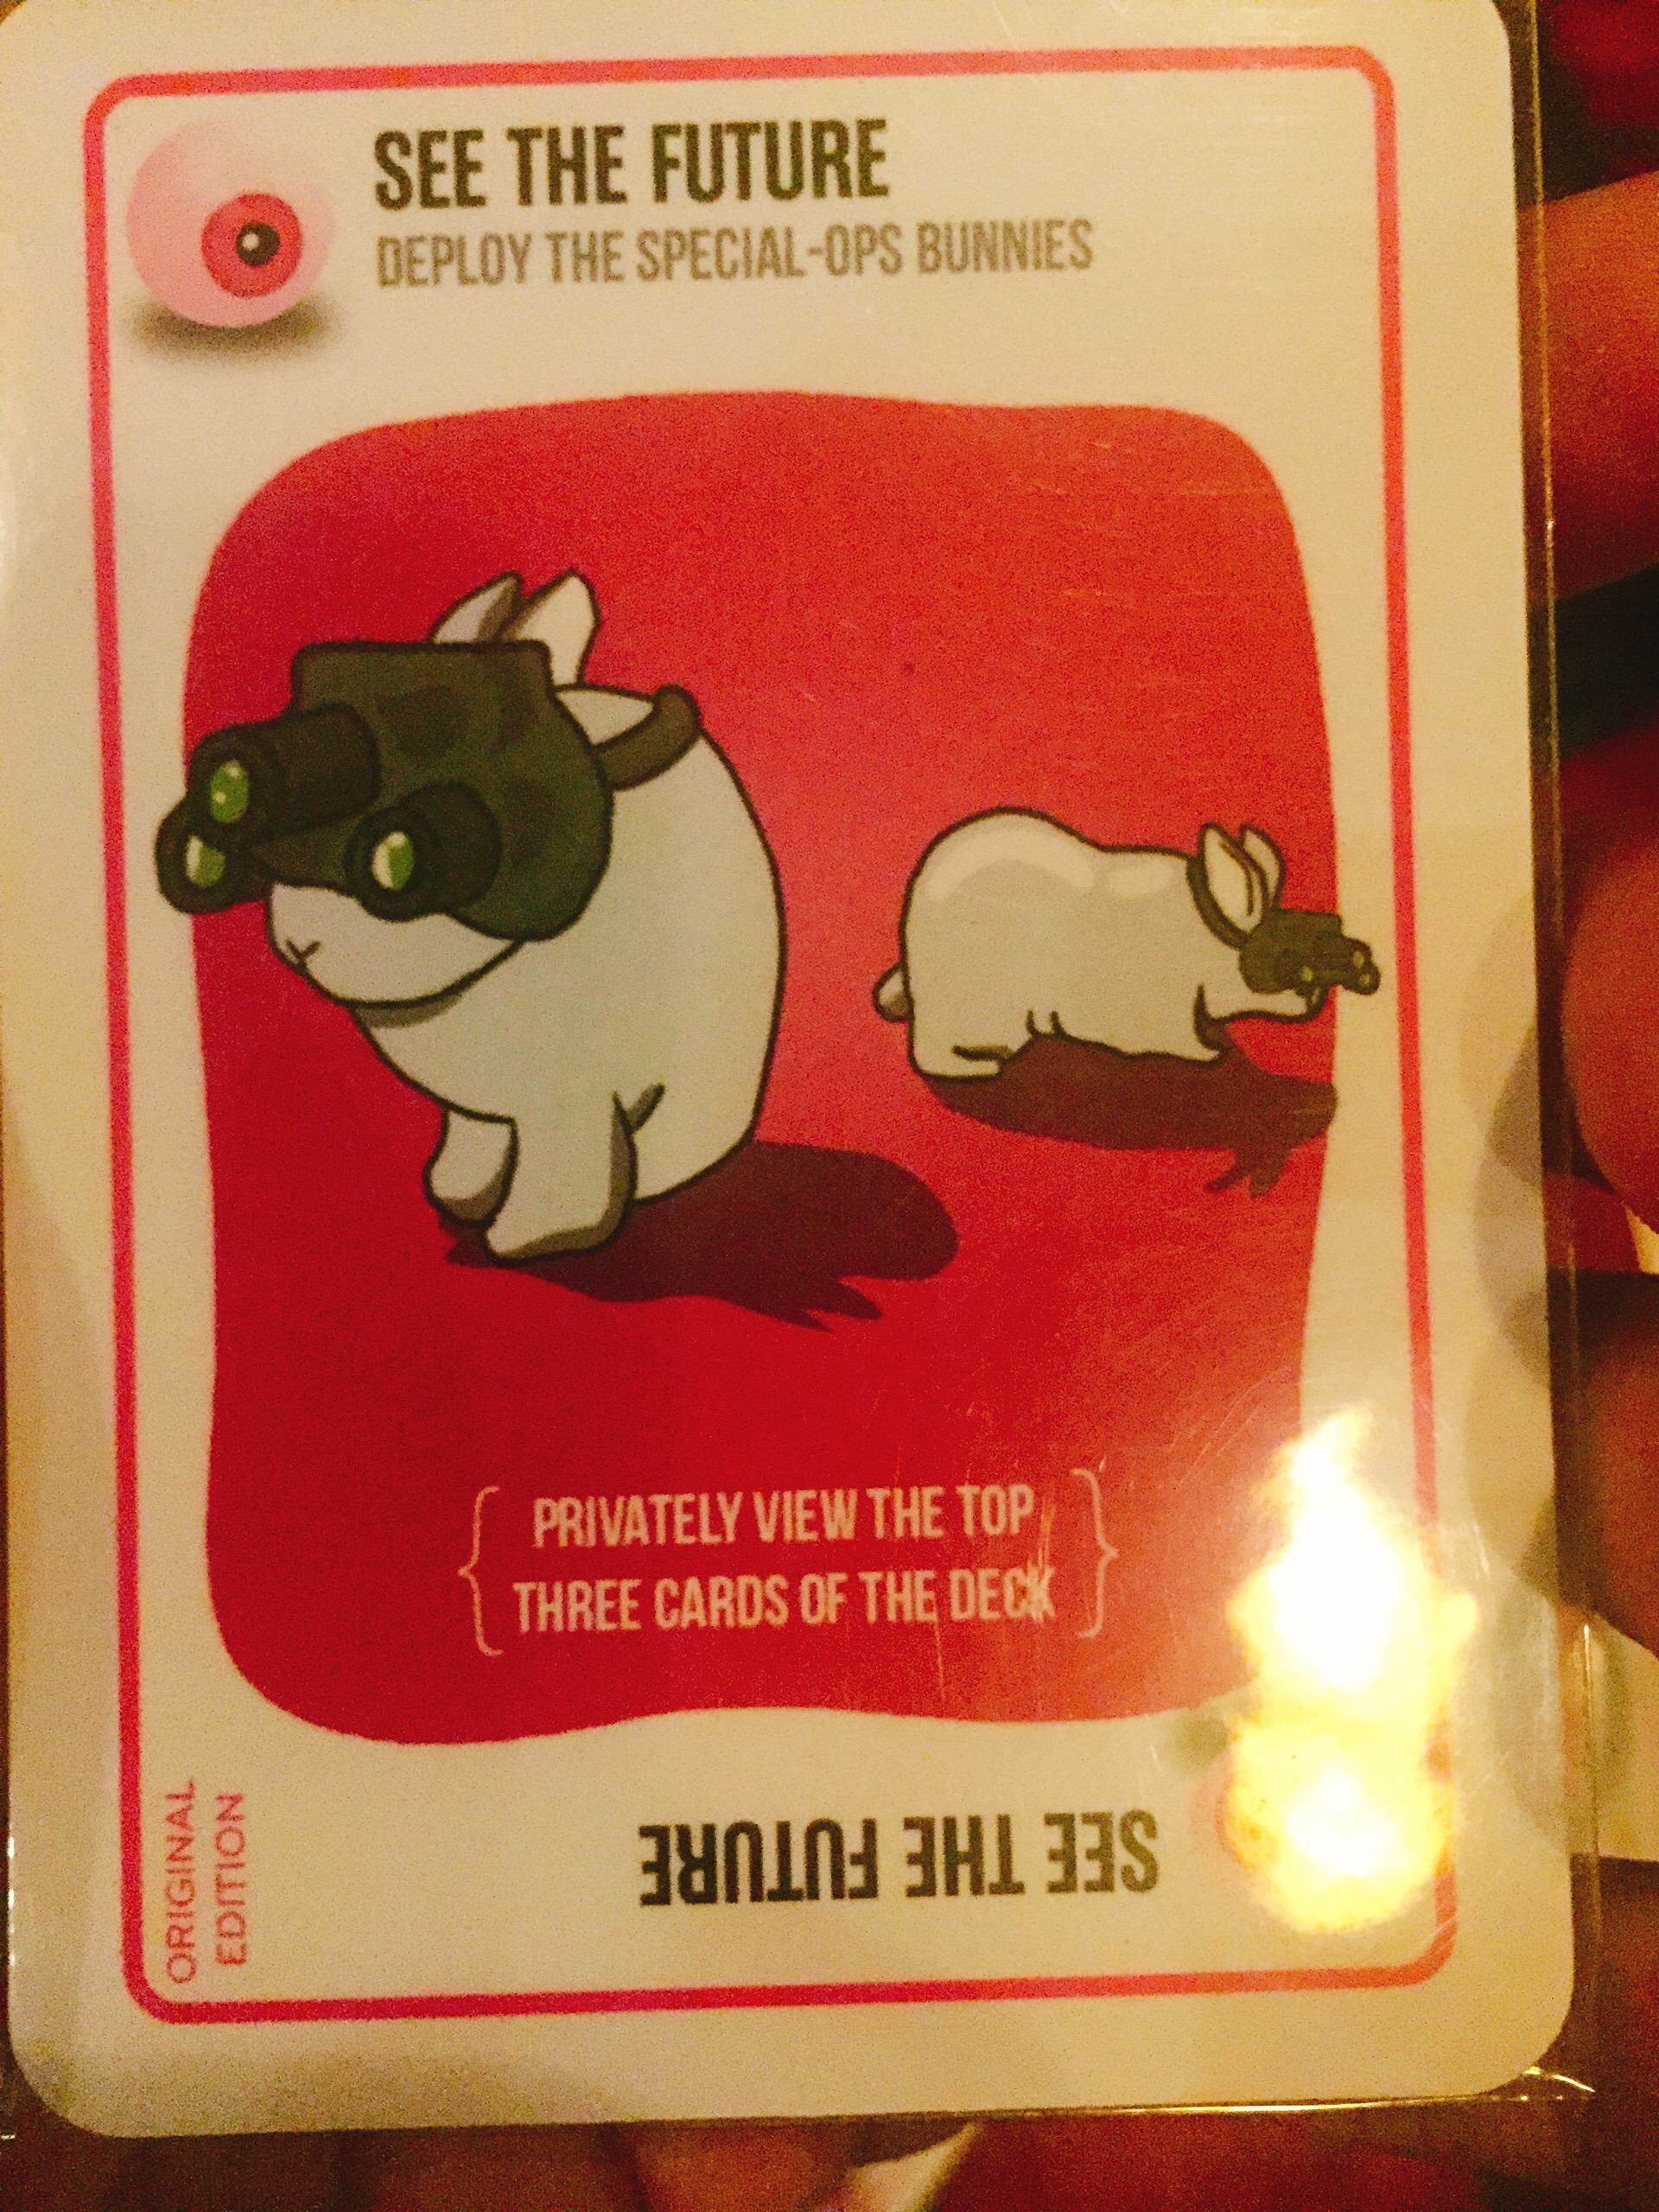 SEE THE FUTURE
DEPLOY THE SPECIAL-OPS BUNNIES
PRIVATELY VIEW THE TOP
THREE CARDS OF THE DECK
ORIGINAL
EDITION
SEE THE FUTURE